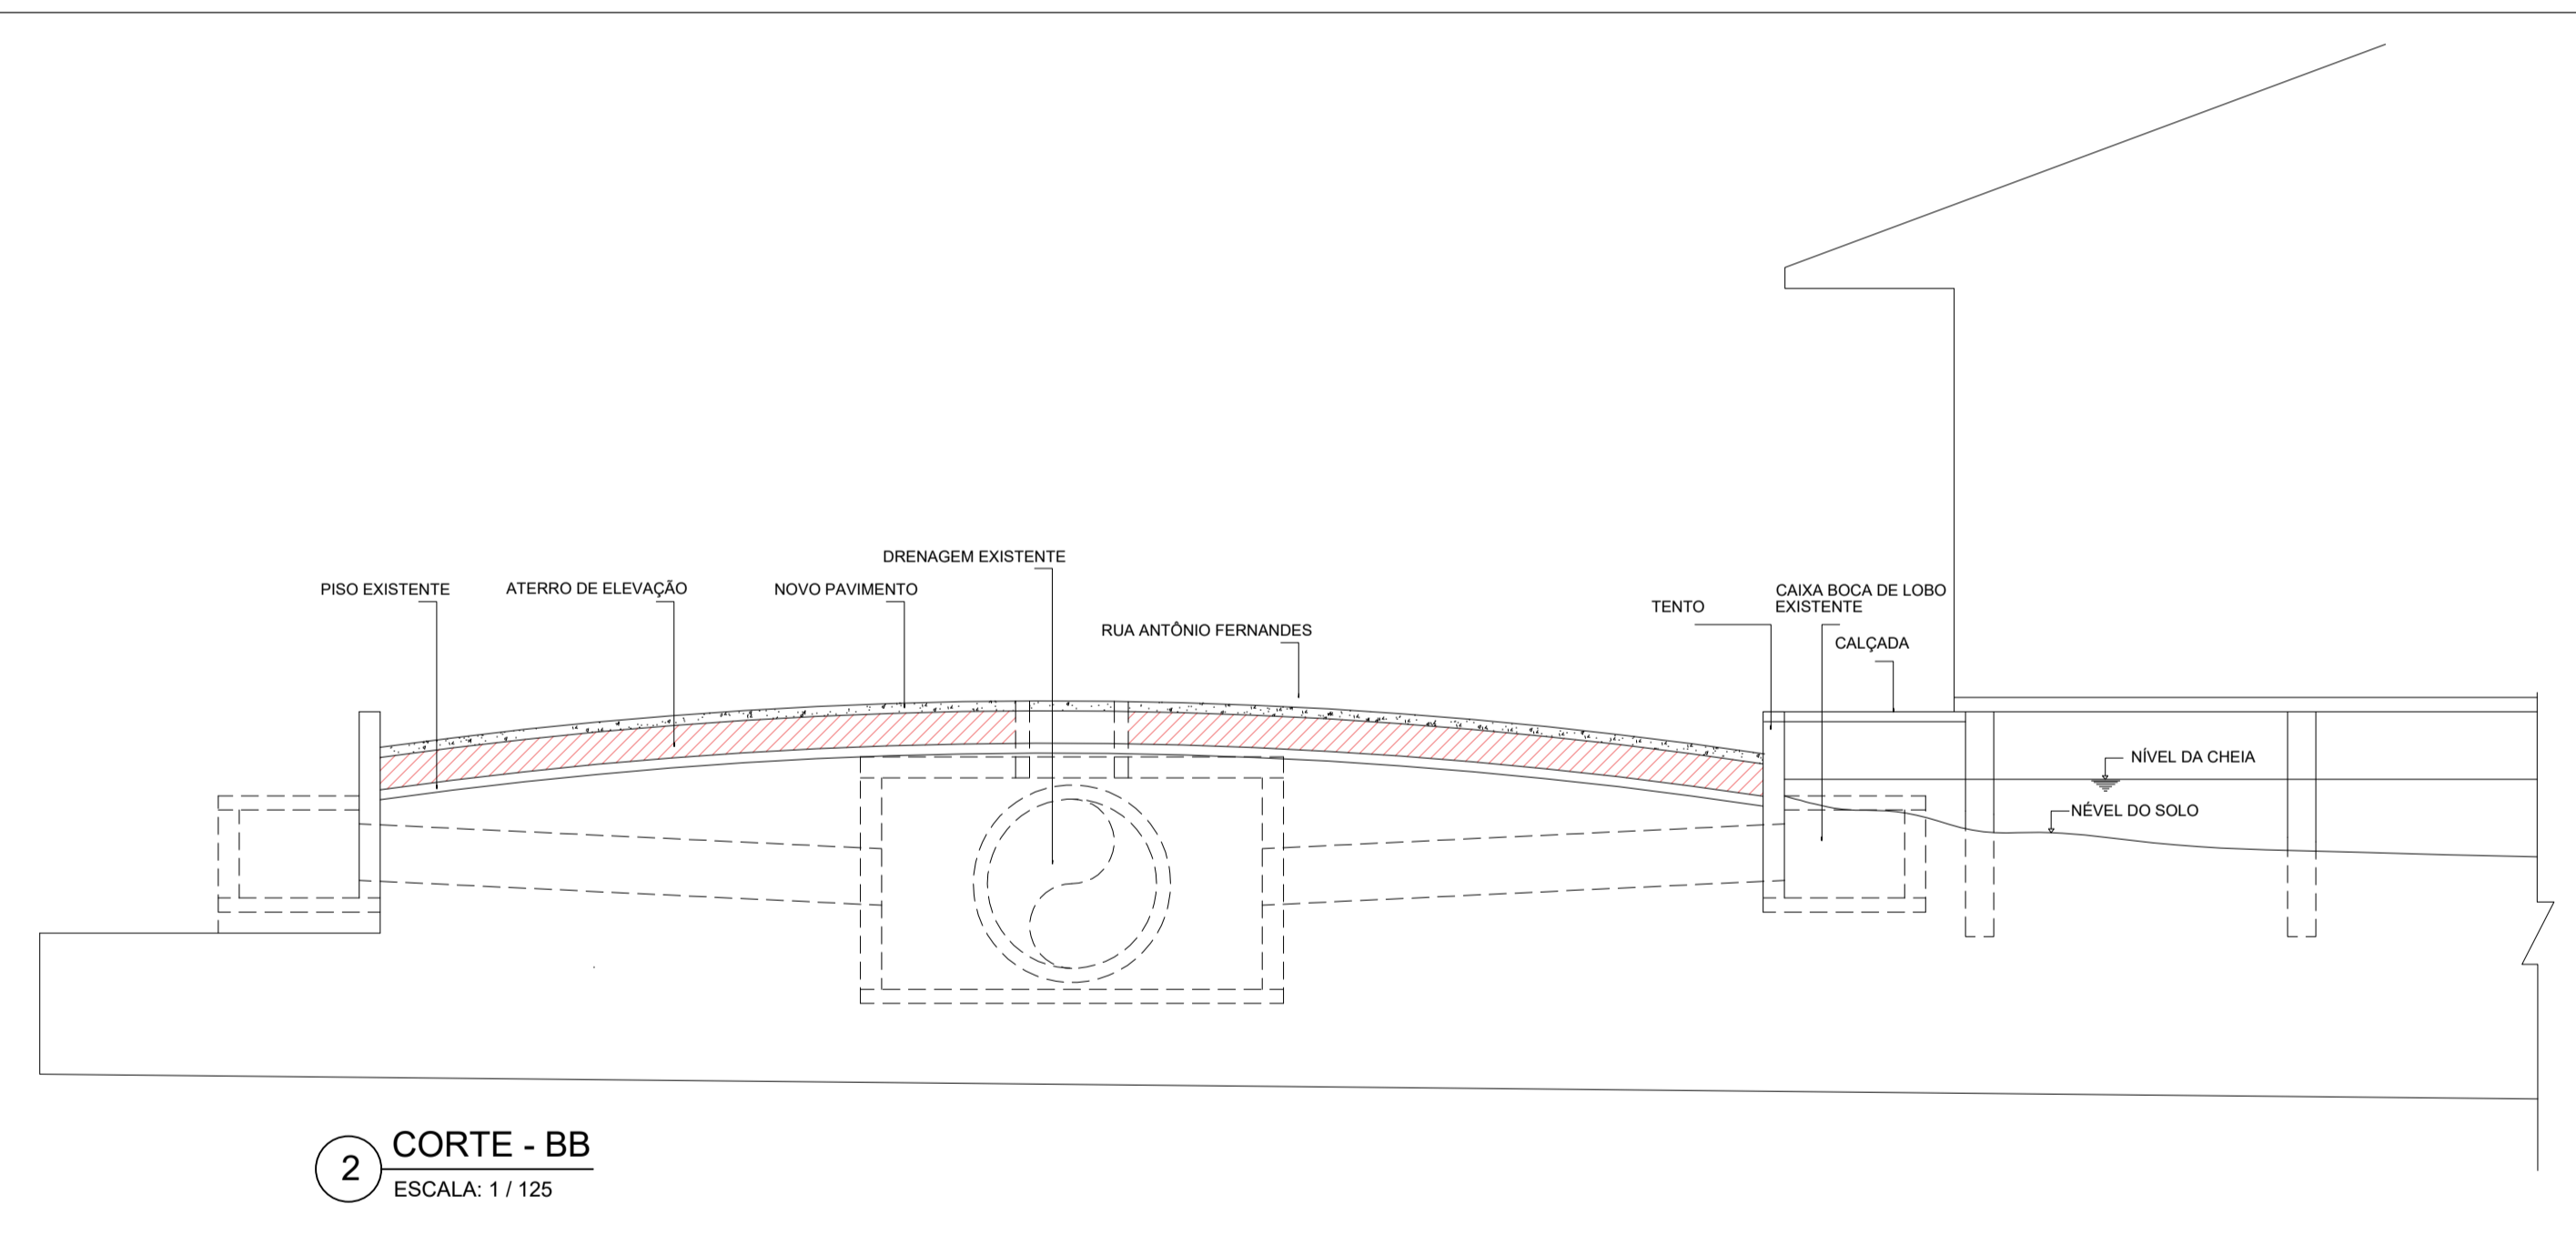 DRENAGEM EXISTENTE
PISO EXISTENTE
ATERRO DE ELEVAÇÃO
NOVO PAVIMENTO
RUA ANTÔNIO FERNANDES
TENTO
CAIXA BOCA DE LOBO
EXISTENTE
CALÇADA
NÍVEL DA CHEIA
NÉVEL DO SOLO
2
CORTE - BB
ESCALA: 1 / 125